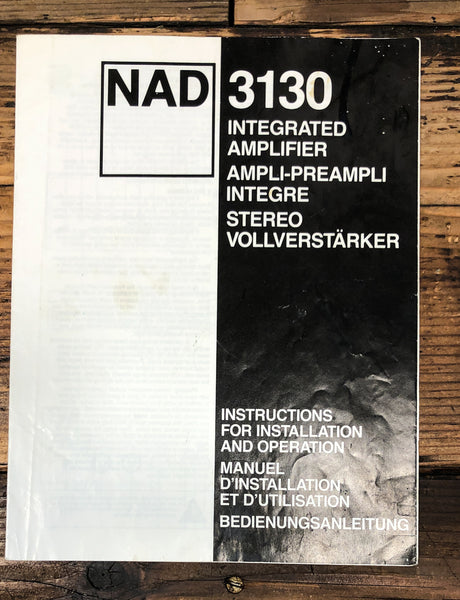 NAD 3130
INTEGRATED
AMPLIFIER
AMPLI-PREAMPLI
INTEGRE
STEREO
VOLLVERSTÄRKER
INSTRUCTIONS
FOR INSTALLATION
AND OPERATION
MANUEL
D'INSTALLATION
ET D'UTILISATION
BEDIENUNGSANLEITUNG